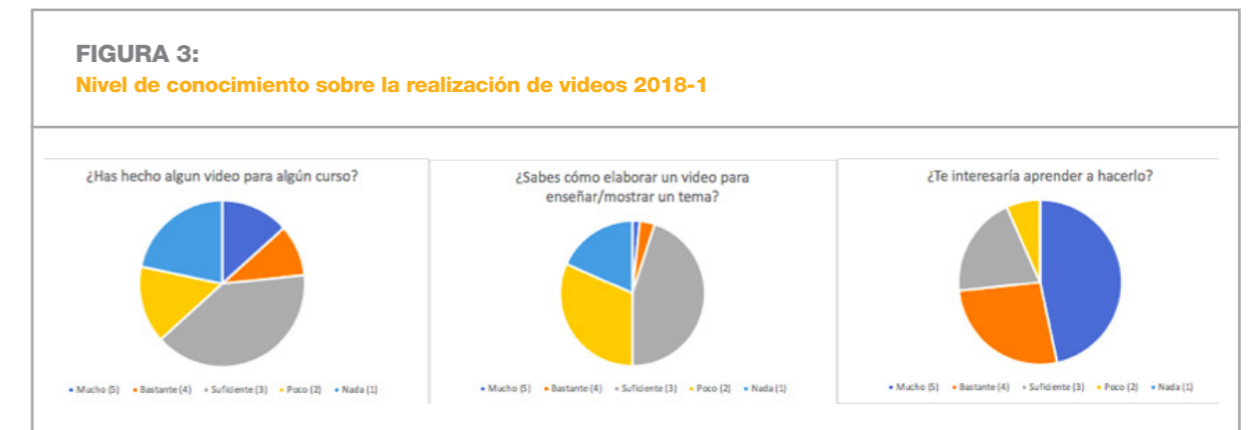 FIGURA 3:
Nivel de conocimiento sobre la realización de videos 2018-1
¿Has hecho algun video para algún curso?
Mucho (5) Bastante (4) Suficiente (3) Poco (2) Nada (1)
¿Sabes cómo elaborar un video para
enseñar/mostrar un tema?
Mucho (5) Bastante (4) Suficiente (3) Poco (2) Nada (1)
¿Te interesaría aprender a hacerlo?
Mucho (5) Bastante (4) Suficiente (3) Poco (2) Nada (1)